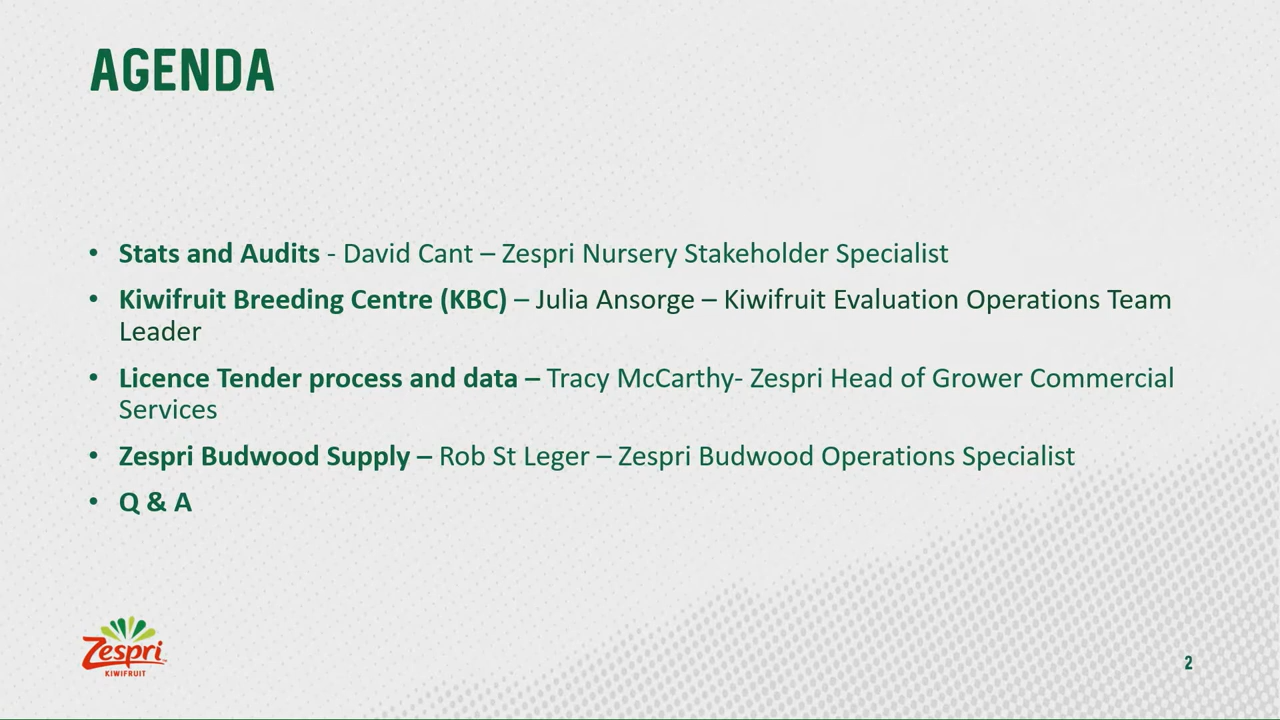 AGENDA
• Stats and Audits - David Cant – Zespri Nursery Stakeholder Specialist
• Kiwifruit Breeding Centre (KBC) – Julia Ansorge – Kiwifruit Evaluation Operations Team
Leader
• Licence Tender process and data – Tracy McCarthy- Zespri Head of Grower Commercial
Services
• Zespri Budwood Supply – Rob St Leger – Zespri Budwood Operations Specialist
• Q & A
Zespri
KIWIFRUIT
2